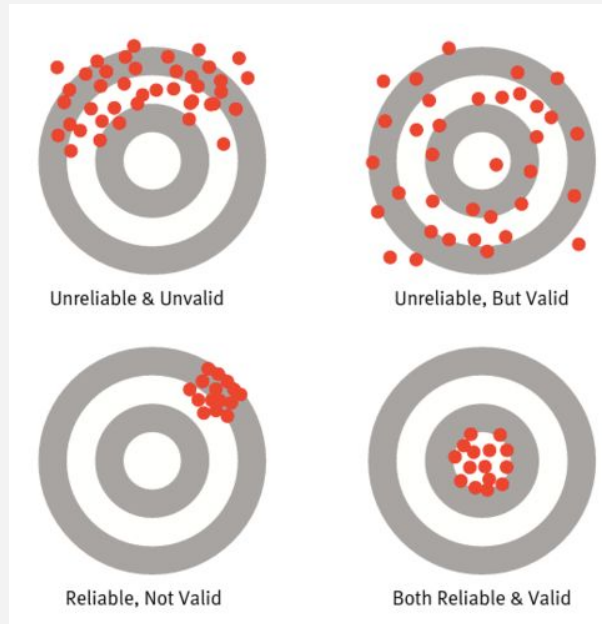 Unreliable & Unvalid
Unreliable, But Valid
Reliable, Not Valid
Both Reliable & Valid